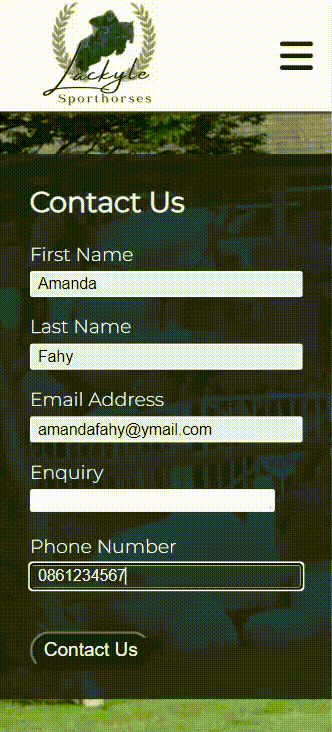 Lackyle
Sporthorses
Contact Us
First Name
Amanda
Last Name
Fahy
Email Address
amandafahy@ymail.com
Enquiry
Phone Number
0861234567
Contact Us